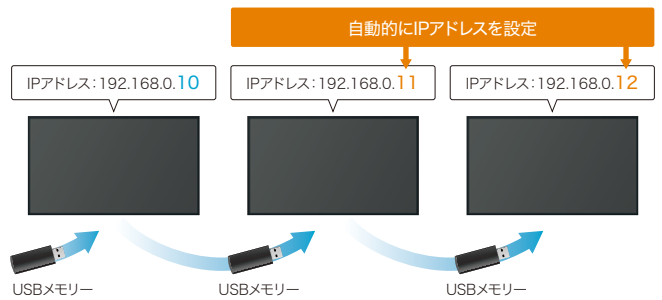 自動的にIPアドレスを設定
IPアドレス：192.168.0.10
IPアドレス：192.168.0.11
IPアドレス：192.168.0.12
USBメモリー
USBメモリー
USBメモリー